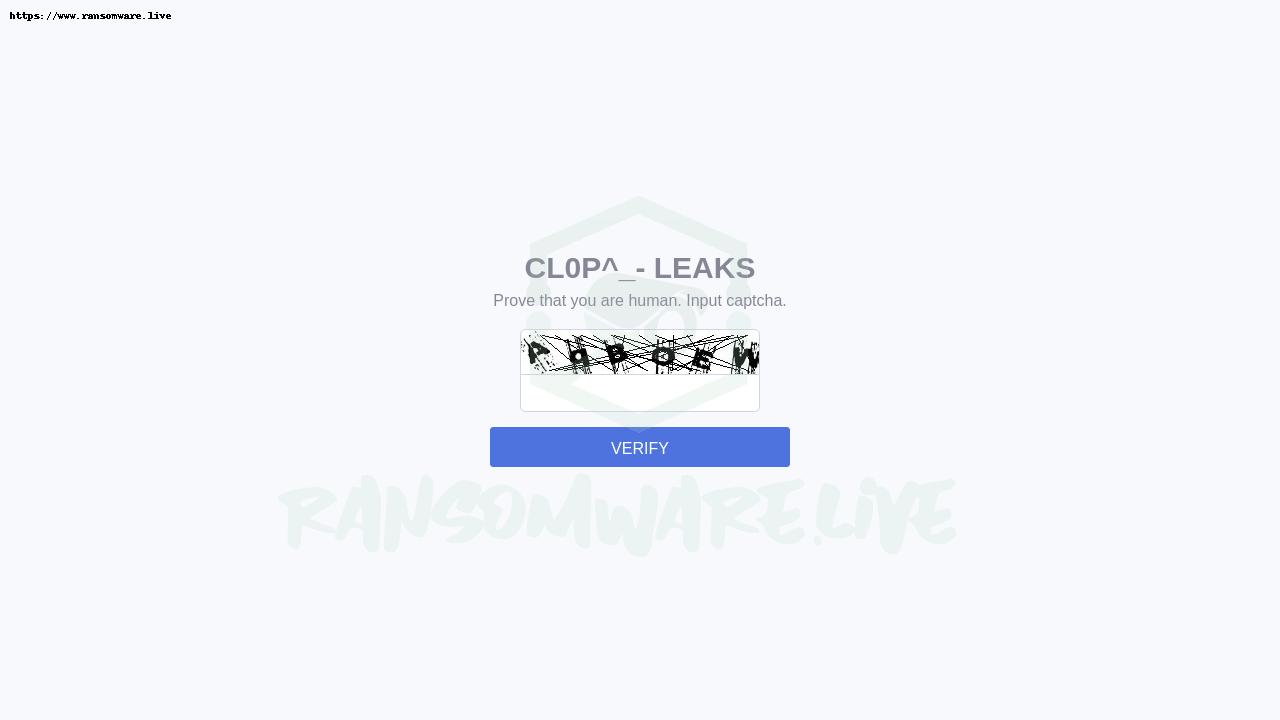 https://www.ransomware.live
CL0P^_- LEAKS
Prove that you are human. Input captcha.
VERIFY
RANSOMWARE.LiVE